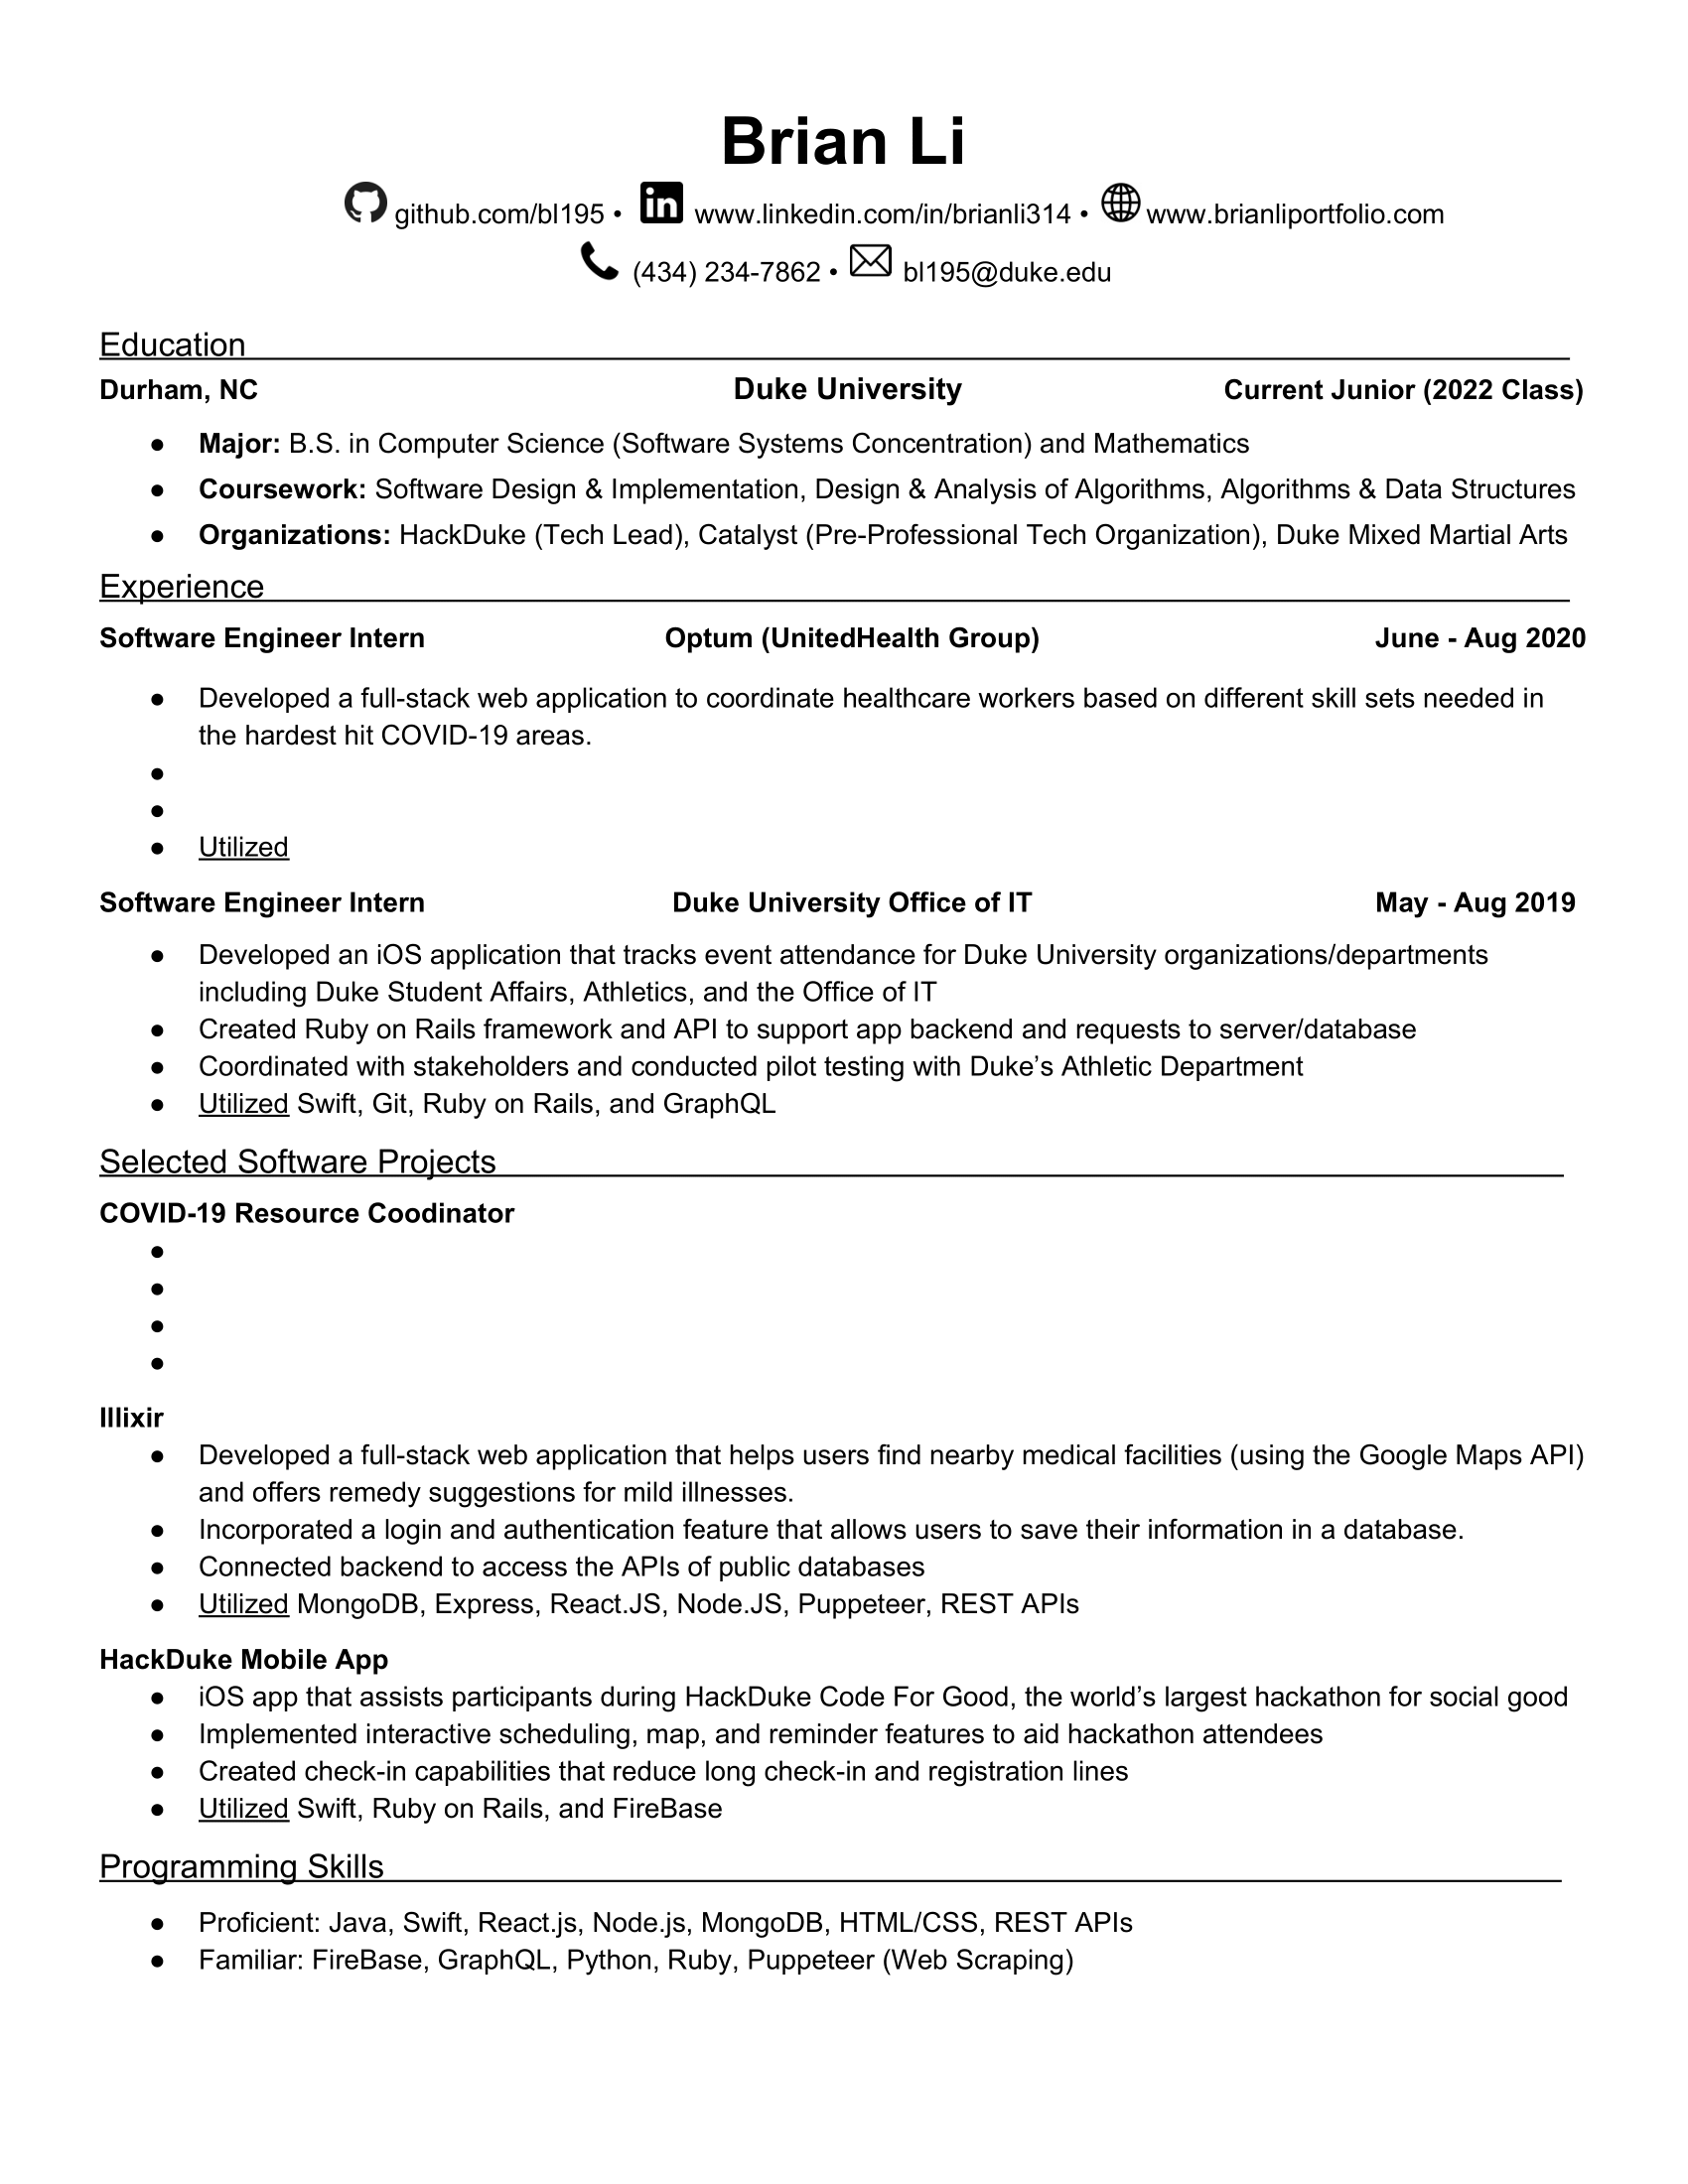 Brian Li
github.com/bl195 • www.linkedin.com/in/brianli314 • www.brianliportfolio.com
(434) 234-7862 • bl195@duke.edu
Education
Durham, NC Duke University Current Junior (2022 Class)
● Major: B.S. in Computer Science (Software Systems Concentration) and Mathematics
● Coursework: Software Design & Implementation, Design & Analysis of Algorithms, Algorithms & Data Structures
● Organizations: HackDuke (Tech Lead), Catalyst (Pre-Professional Tech Organization), Duke Mixed Martial Arts
Experience
Software Engineer Intern Optum (UnitedHealth Group) June - Aug 2020
● Developed a full-stack web application to coordinate healthcare workers based on different skill sets needed in
the hardest hit COVID-19 areas.
●
●
● Utilized
Software Engineer Intern Duke University Office of IT May - Aug 2019
● Developed an iOS application that tracks event attendance for Duke University organizations/departments
including Duke Student Affairs, Athletics, and the Office of IT
● Created Ruby on Rails framework and API to support app backend and requests to server/database
● Coordinated with stakeholders and conducted pilot testing with Duke’s Athletic Department
● Utilized Swift, Git, Ruby on Rails, and GraphQL
Selected Software Projects
COVID-19 Resource Coodinator
●
●
●
●
Illixir
● Developed a full-stack web application that helps users find nearby medical facilities (using the Google Maps API)
and offers remedy suggestions for mild illnesses.
● Incorporated a login and authentication feature that allows users to save their information in a database.
● Connected backend to access the APIs of public databases
● Utilized MongoDB, Express, React.JS, Node.JS, Puppeteer, REST APIs
HackDuke Mobile App
● iOS app that assists participants during HackDuke Code For Good, the world’s largest hackathon for social good
● Implemented interactive scheduling, map, and reminder features to aid hackathon attendees
● Created check-in capabilities that reduce long check-in and registration lines
● Utilized Swift, Ruby on Rails, and FireBase
Programming Skills
● Proficient: Java, Swift, React.js, Node.js, MongoDB, HTML/CSS, REST APIs
● Familiar: FireBase, GraphQL, Python, Ruby, Puppeteer (Web Scraping)